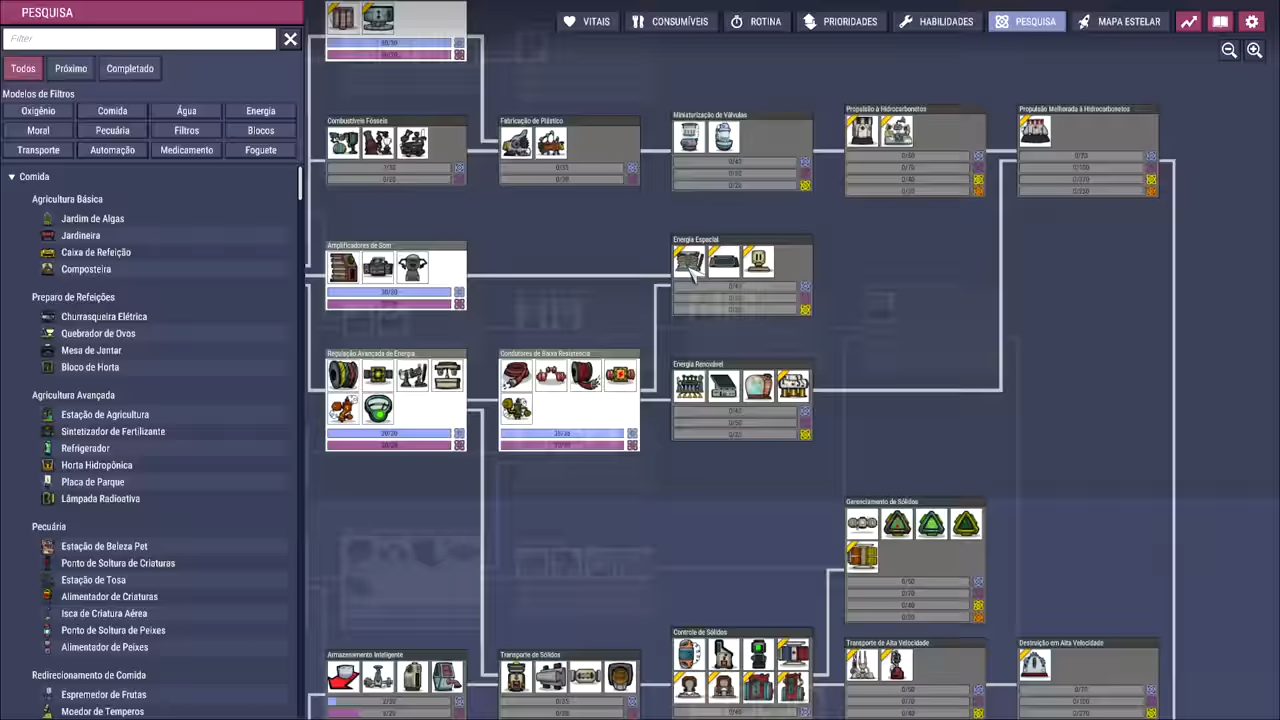 PESQUISA
VITAIS
CONSUMÍVEIS
ROTINA
PRIORIDADES
HABILIDADES
PESQUISA
MAPA ESTELAR
Filter
Todos
Próximo
Completado
Modelos de Filtros
Oxigênio
Comida
Água
Energia
Moral
Pecuária
Filtros
Blocos
Transporte
Automação
Medicamento
Foguete
Comida
Agricultura Básica
Jardim de Algas
Jardineira
Caixa de Refeição
Composteira
Preparo de Refeições
Churrasqueira Elétrica
Quebrador de Ovos
Mesa de Jantar
Bloco de Horta
Agricultura Avançada
Estação de Agricultura
Sintetizador de Fertilizante
Refrigerador
Horta Hidropônica
Placa de Parque
Lâmpada Radioativa
Pecuária
Estação de Beleza Pet
Ponto de Soltura de Criaturas
Estação de Tosa
Alimentador de Criaturas
Isca de Criatura Aérea
Ponto de Soltura de Peixes
Alimentador de Peixes
Redirecionamento de Comida
Espremedor de Frutas
Moedor de Temperos
Combustíveis Fósseis
Fabricação de Plástico
Miniaturização de Válvulas
Propulsão à Hidrocarbonetos
Propulsão Melhorada à Hidrocarbonetos
Amplificadores de Som
Energia Espacial
Regulação Avançada de Energia
Condutores de Baixa Resistência
Energia Renovável
Gerenciamento de Sólidos
Armazenamento Inteligente
Transporte de Sólidos
Controle de Sólidos
Transporte de Alta Velocidade
Destruição em Alta Velocidade